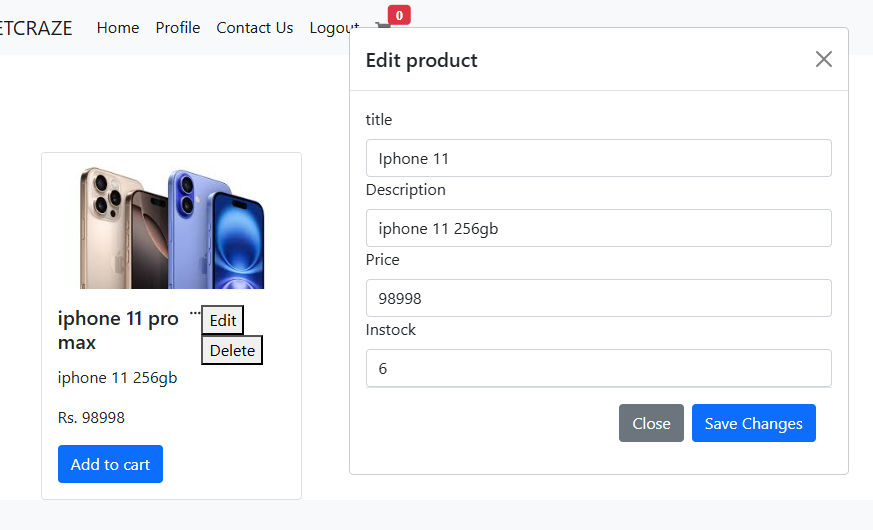 ETCRAZE Home Profile Contact Us Logout 0
Edit product
title
Iphone 11
Description
iphone 11 256gb
Price
98998
Instock
6
Close Save Changes
iphone 11 pro ... Edit
max Delete
iphone 11 256gb
Rs. 98998
Add to cart